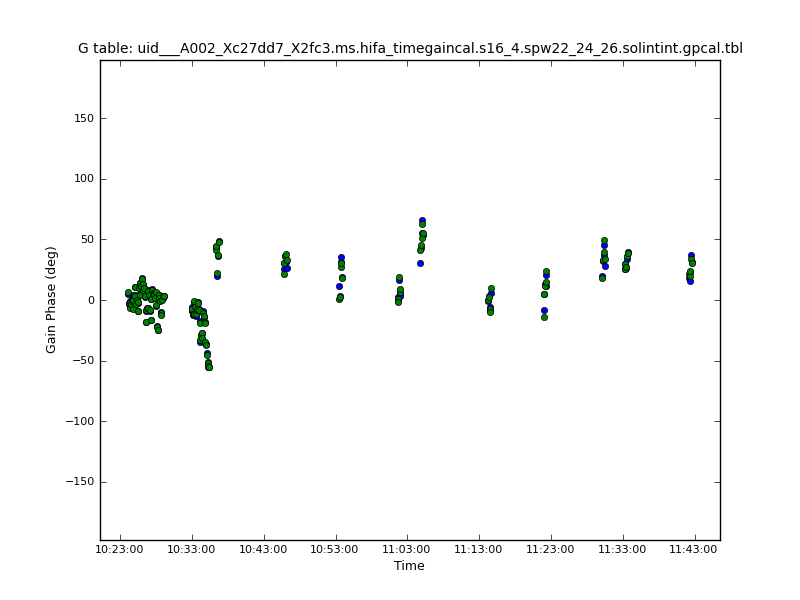 G table: uid___A002_Xc27dd7_X2fc3.ms.hifa_timegaincal.s16_4.spw22_24_26.solintint.gpcal.tbl
Gain Phase (deg)
150
100
50
0
−50
−100
−150
10:23:00 10:33:00 10:43:00 10:53:00 11:03:00 11:13:00 11:23:00 11:33:00 11:43:00
Time